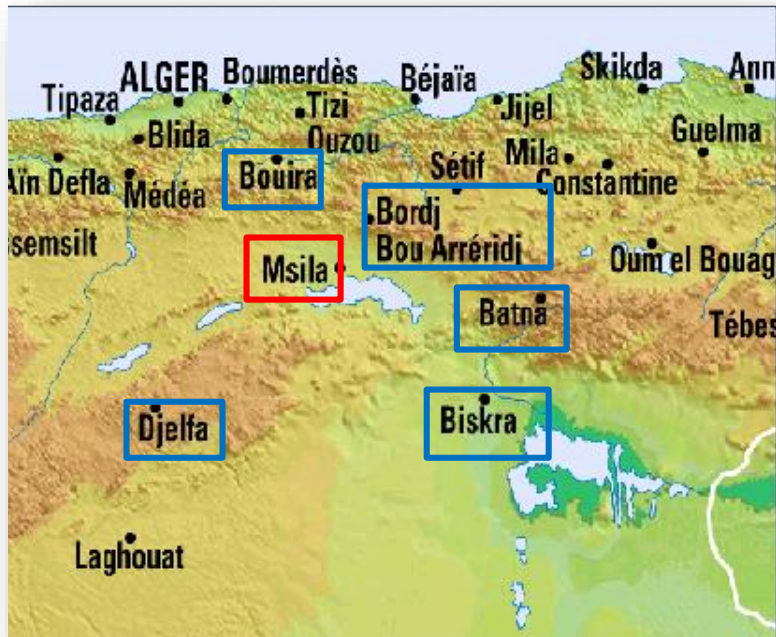 Skikda
Ann
ALGER
Boumerdès
Béjaïa
Tipaza
Tizi
Ouzou
Jijel
Blida
Guelma
Mila
Aïn Defla
Médéa
Bouira
Sétif
Constantine
ssemsilt
Bordj
Bou Arréridj
Oum el Bouag
Msila
Batna
Tébes
Djelfa
Biskra
Laghouat